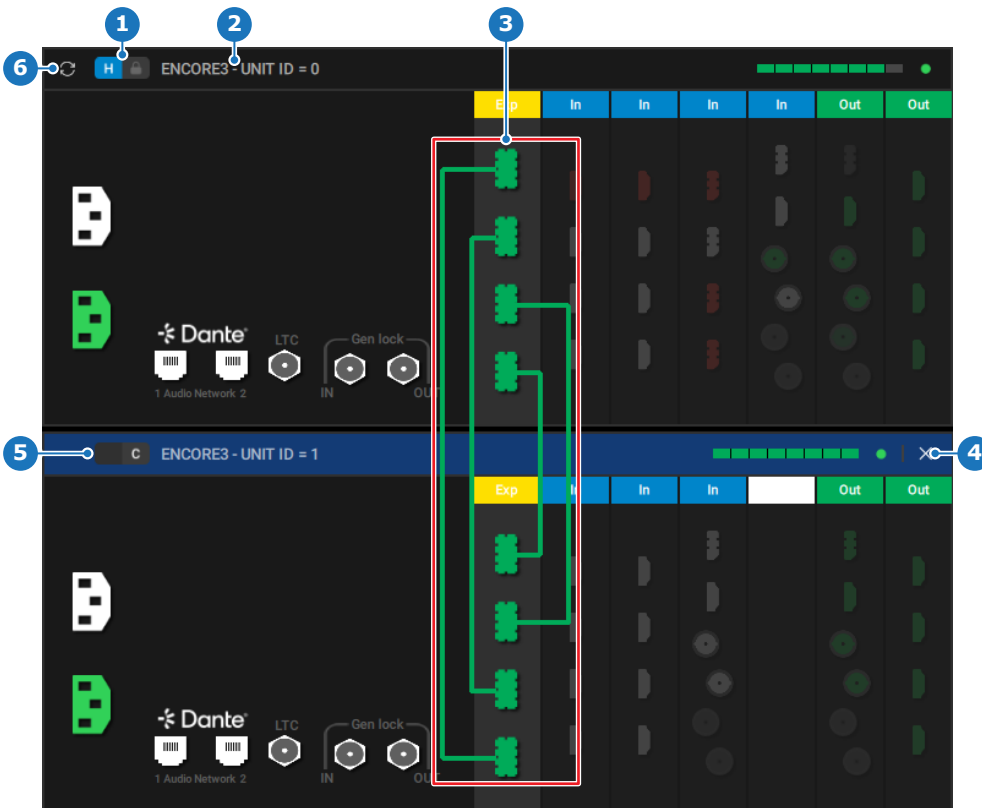 1
2
3
6
H
ENCORE3 - UNIT ID = 0
Exp In In In In Out Out
Dante
LTC
Gen lock
1 Audio Network 2
IN
OUT
5
C
ENCORE3 - UNIT ID = 1
4
Exp In In In Out Out
Dante
LTC
Gen lock
1 Audio Network 2
IN
OUT